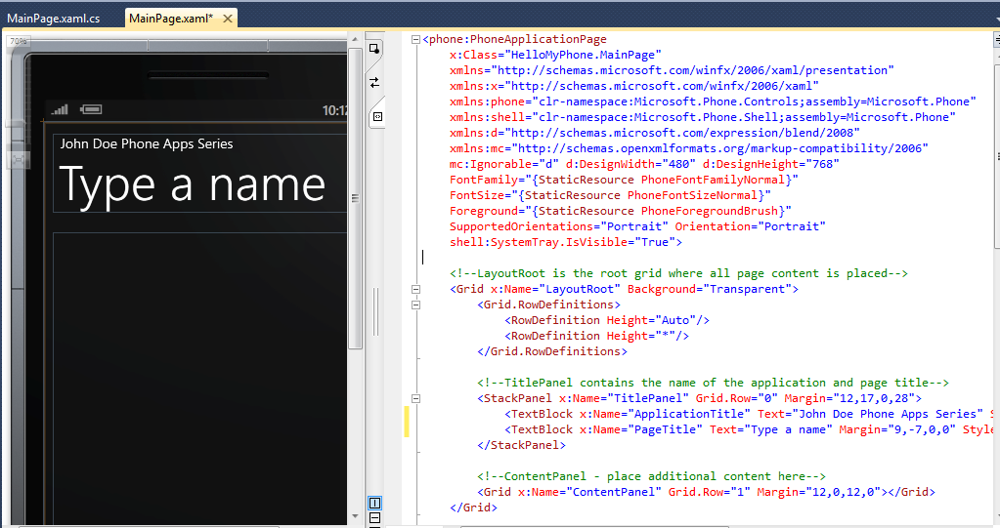 MainPage.xaml.cs
MainPage.xaml*
70%
10:12
John Doe Phone Apps Series
Type a name
<phone:PhoneApplicationPage
x:Class="HelloMyPhone.MainPage"
xmlns="http://schemas.microsoft.com/winfx/2006/xaml/presentation"
xmlns:x="http://schemas.microsoft.com/winfx/2006/xaml"
xmlns:phone="clr-namespace:Microsoft.Phone.Controls;assembly=Microsoft.Phone"
xmlns:shell="clr-namespace:Microsoft.Phone.Shell;assembly=Microsoft.Phone"
xmlns:d="http://schemas.microsoft.com/expression/blend/2008"
xmlns:mc="http://schemas.openxmlformats.org/markup-compatibility/2006"
mc:Ignorable="d" d:DesignWidth="480" d:DesignHeight="768"
FontFamily="{StaticResource PhoneFontFamilyNormal}"
FontSize="{StaticResource PhoneFontSizeNormal}"
Foreground="{StaticResource PhoneForegroundBrush}"
SupportedOrientations="Portrait" Orientation="Portrait"
shell:SystemTray.IsVisible="True">
<!--LayoutRoot is the root grid where all page content is placed-->
<Grid x:Name="LayoutRoot" Background="Transparent">
<Grid.RowDefinitions>
<RowDefinition Height="Auto"/>
<RowDefinition Height="*"/>
</Grid.RowDefinitions>
<!--TitlePanel contains the name of the application and page title-->
<StackPanel x:Name="TitlePanel" Grid.Row="0" Margin="12,17,0,28">
<TextBlock x:Name="ApplicationTitle" Text="John Doe Phone Apps Series" S
<TextBlock x:Name="PageTitle" Text="Type a name" Margin="9,-7,0,0" Style
</StackPanel>
<!--ContentPanel - place additional content here-->
<Grid x:Name="ContentPanel" Grid.Row="1" Margin="12,0,12,0"></Grid>
</Grid>